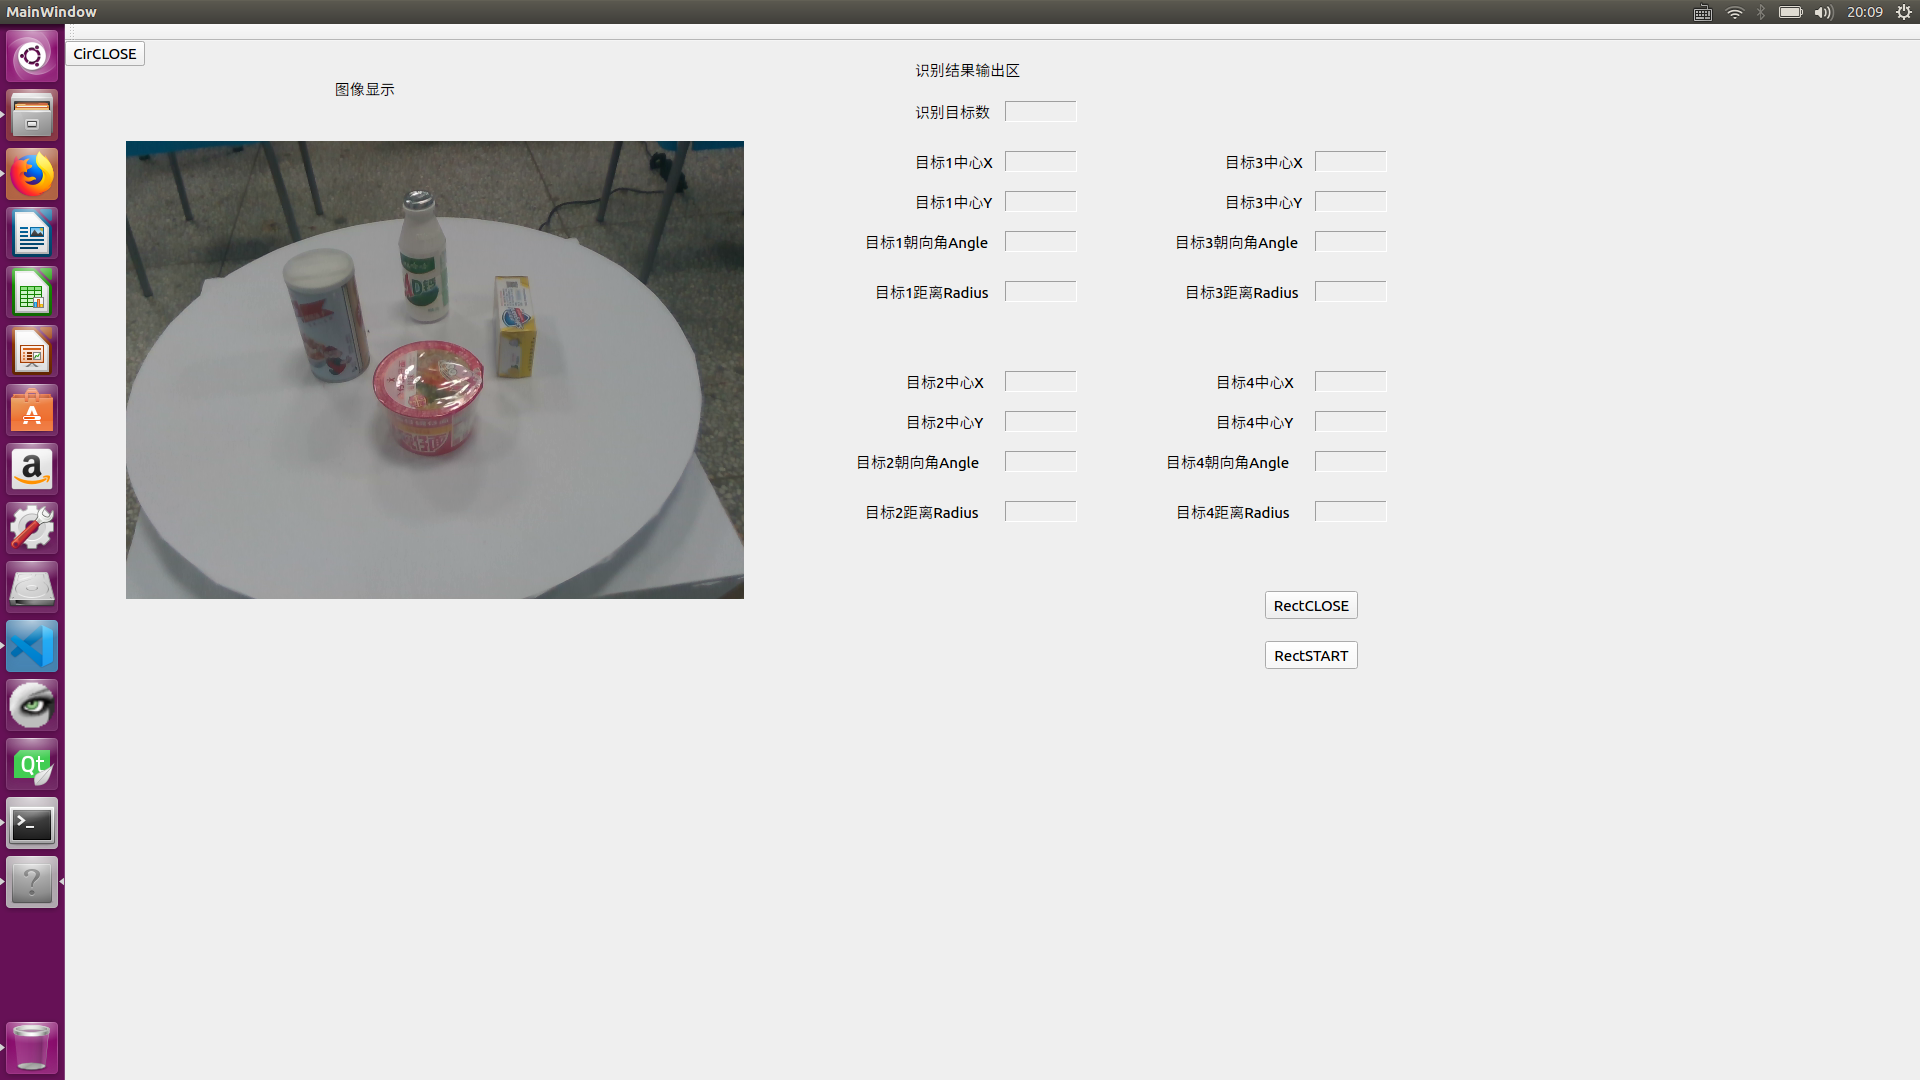 MainWindow
20:09
CirCLOSE
图像显示
识别结果输出区
识别目标数
目标1中心X
目标3中心X
目标1中心Y
目标3中心Y
目标1朝向角Angle
目标3朝向角Angle
目标1距离Radius
目标3距离Radius
目标2中心X
目标4中心X
目标2中心Y
目标4中心Y
目标2朝向角Angle
目标4朝向角Angle
目标2距离Radius
目标4距离Radius
RectCLOSE
RectSTART
Qt